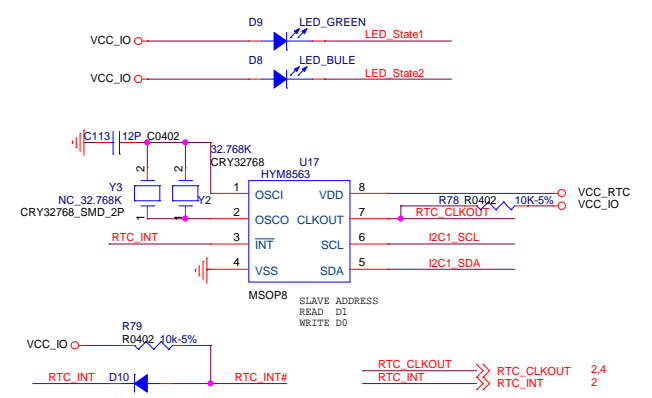 D9 LED_GREEN
VCC_IO LED_State1
D8 LED_BULE
VCC_IO LED_State2
C113 12P C0402
32.768K
CRY32768
U17
HYM8563
2 2
Y3 Y2
NC_32.768K
CRY32768_SMD_2P
1 1
1 OSCI VDD 8 VCC_RTC
R78 R0402 10K-5% VCC_IO
2 OSCO CLKOUT 7 RTC_CLKOUT
RTC_INT 3 INT SCL 6 I2C1_SCL
4 VSS SDA 5 I2C1_SDA
MSOP8
SLAVE ADDRESS
READ D1
WRITE D0
R79
VCC_IO R0402 10k-5%
RTC_INT D10 RTC_INT#
RTC_CLKOUT RTC_CLKOUT 2,4
RTC_INT RTC_INT 2